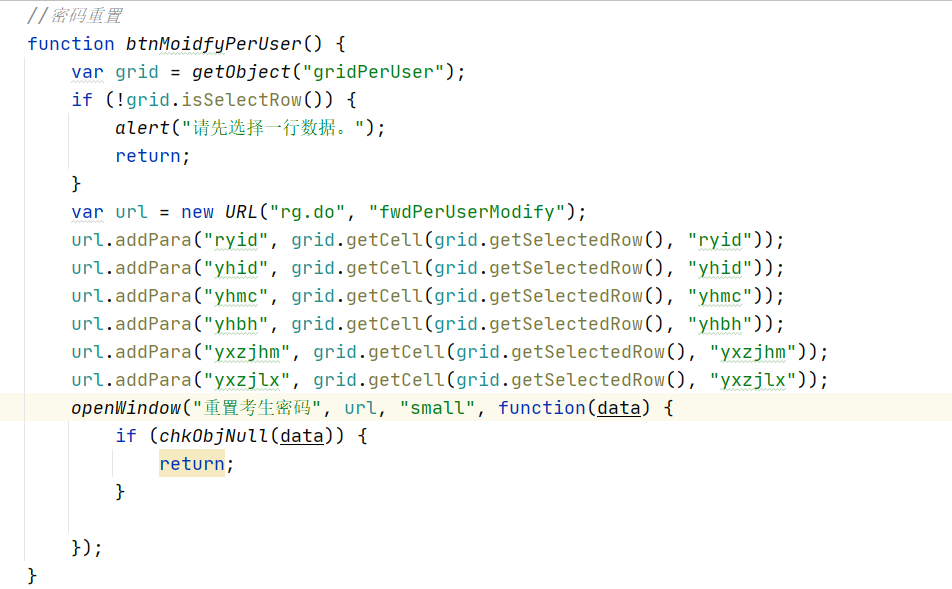 //密码重置
function btnMoidfyPerUser() {
    var grid = getObject("gridPerUser");
    if (!grid.isSelectRow()) {
        alert("请先选择一行数据。");
        return;
    }
    var url = new URL("rg.do", "fwdPerUserModify");
    url.addPara("ryid", grid.getCell(grid.getSelectedRow(), "ryid"));
    url.addPara("yhid", grid.getCell(grid.getSelectedRow(), "yhid"));
    url.addPara("yhmc", grid.getCell(grid.getSelectedRow(), "yhmc"));
    url.addPara("yhbh", grid.getCell(grid.getSelectedRow(), "yhbh"));
    url.addPara("yxzjhm", grid.getCell(grid.getSelectedRow(), "yxzjhm"));
    url.addPara("yxzjlx", grid.getCell(grid.getSelectedRow(), "yxzjlx"));
    openWindow("重置考生密码", url, "small", function(data) {
        if (chkObjNull(data)) {
            return;
        }

    });
}